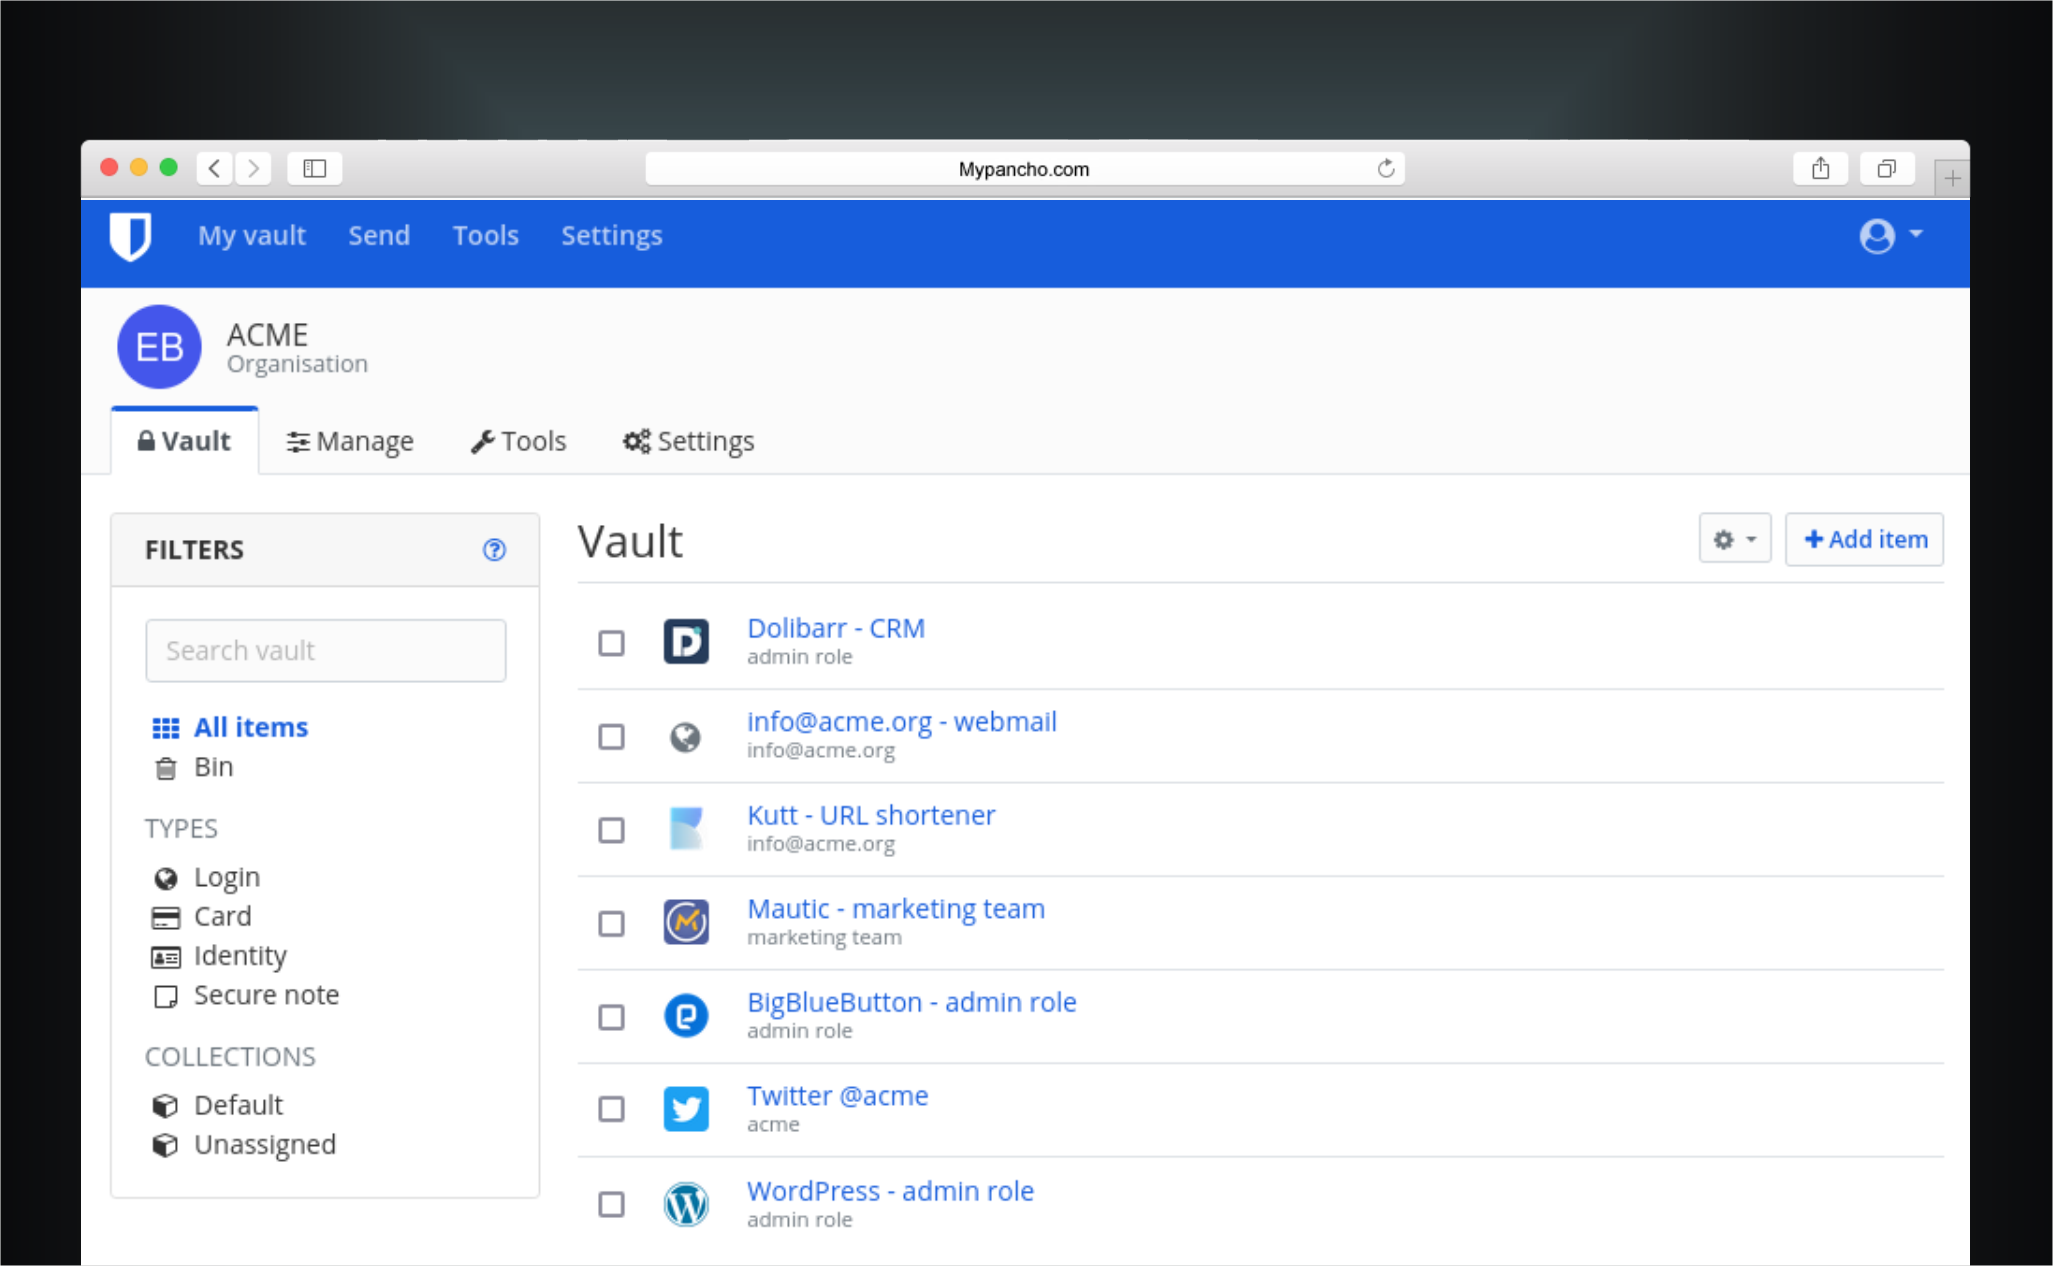 Mypancho.com
My vault Send Tools Settings
EB
ACME
Organisation
Vault Manage Tools Settings
FILTERS
Search vault
All items
Bin
TYPES
Login
Card
Identity
Secure note
COLLECTIONS
Default
Unassigned
Vault
Add item
Dolibarr - CRM
admin role
info@acme.org - webmail
info@acme.org
Kutt - URL shortener
info@acme.org
Mautic - marketing team
marketing team
BigBlueButton - admin role
admin role
Twitter @acme
acme
WordPress - admin role
admin role